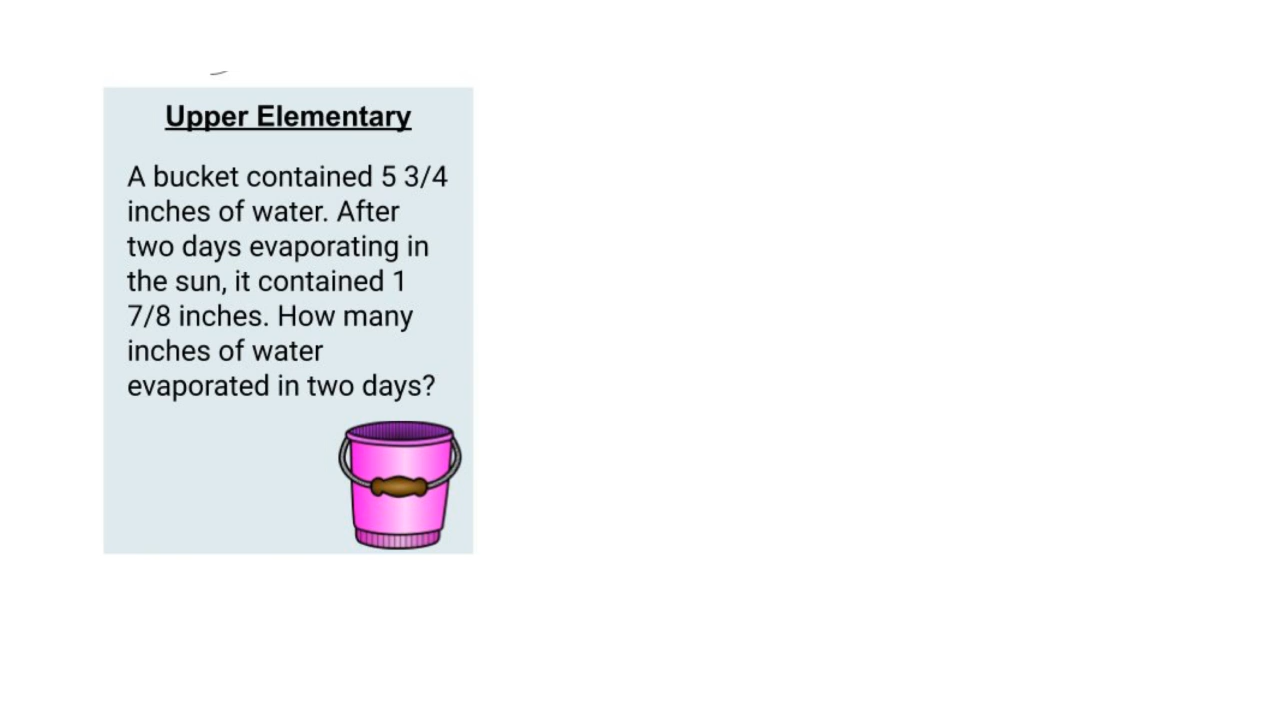 Upper Elementary
A bucket contained 5 3/4
inches of water. After
two days evaporating in
the sun, it contained 1
7/8 inches. How many
inches of water
evaporated in two days?